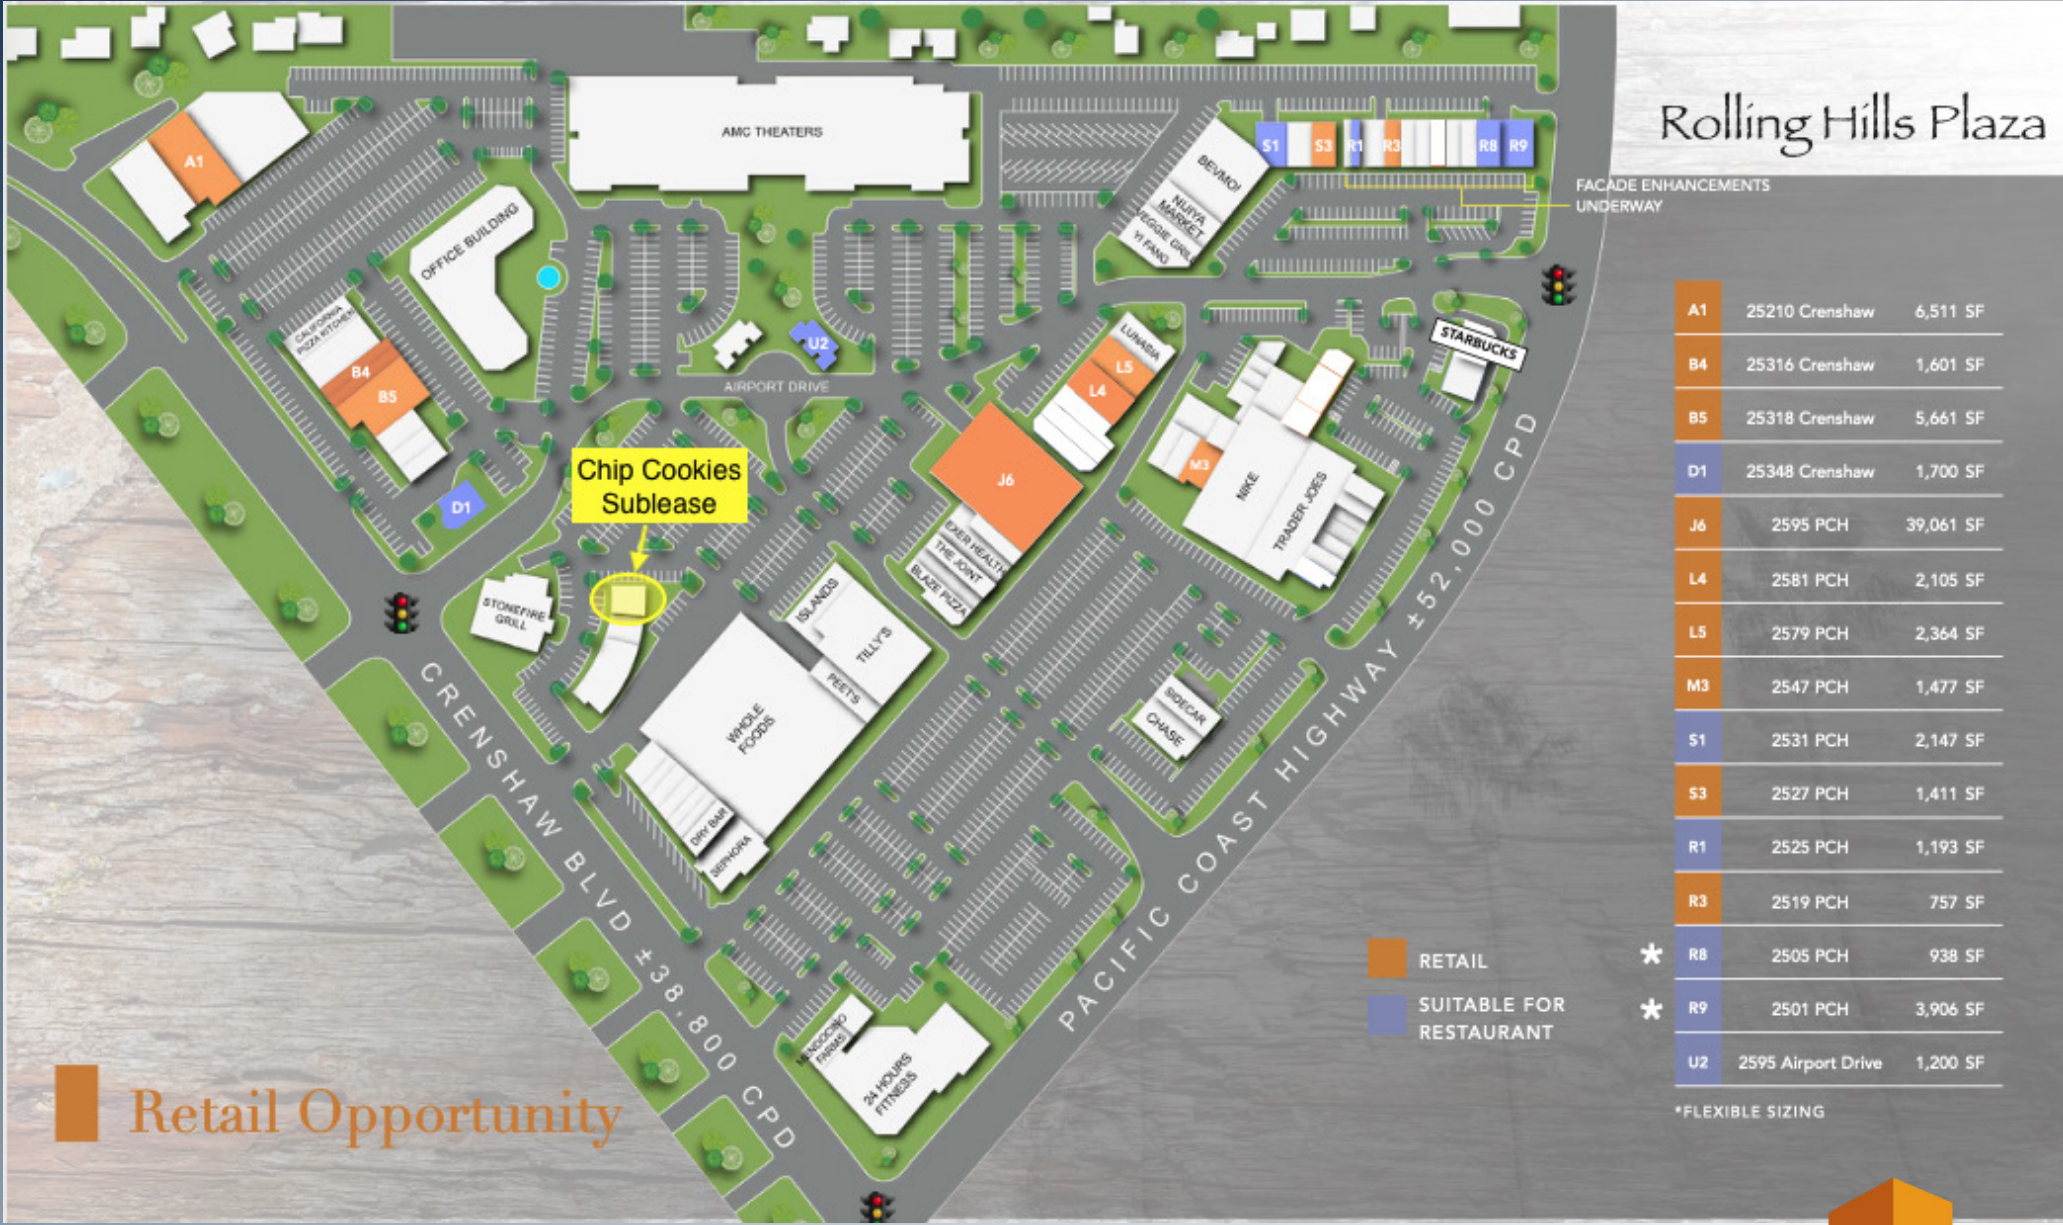 Rolling Hills Plaza
A1
AMC THEATERS
BEVMO!
NIJIYA
MARKET
VEGGIE GRILL
YI FANG
S1
S3
R1
R3
R8
R9
FACADE ENHANCEMENTS
UNDERWAY
OFFICE BUILDING
CALIFORNIA
PIZZA KITCHEN
B4
B5
D1
U2
AIRPORT DRIVE
LUNASIA
L5
L4
STARBUCKS
J6
EXER HEALTH
THE JOINT
BLAZE PIZZA
M3
NIKE
TRADER JOES
Chip Cookies
Sublease
STONEFIRE
GRILL
ISLANDS
TILLY'S
PEET'S
WHOLE
FOODS
DRY BAR
SEPHORA
SIDECAR
CHASE
MENDOCINO
FARMS
24 HOURS
FITNESS
CRENSHAW BLVD ±38,800 CPD
PACIFIC COAST HIGHWAY ±52,000 CPD
A1 25210 Crenshaw 6,511 SF
B4 25316 Crenshaw 1,601 SF
B5 25318 Crenshaw 5,661 SF
D1 25348 Crenshaw 1,700 SF
J6 2595 PCH 39,061 SF
L4 2581 PCH 2,105 SF
L5 2579 PCH 2,364 SF
M3 2547 PCH 1,477 SF
S1 2531 PCH 2,147 SF
S3 2527 PCH 1,411 SF
R1 2525 PCH 1,193 SF
R3 2519 PCH 757 SF
* R8 2505 PCH 938 SF
* R9 2501 PCH 3,906 SF
U2 2595 Airport Drive 1,200 SF
*FLEXIBLE SIZING
RETAIL
SUITABLE FOR
RESTAURANT
Retail Opportunity